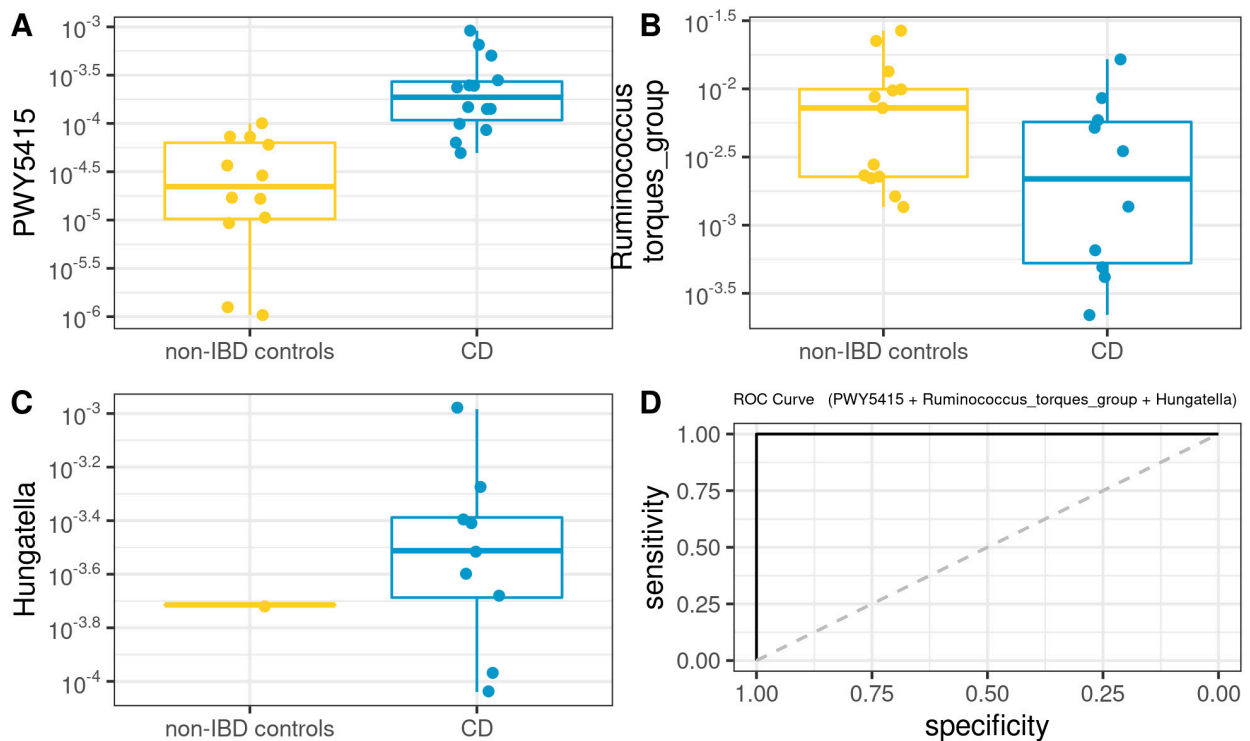 A
PWY5415
10^-3
10^-3.5
10^-4
10^-4.5
10^-5
10^-5.5
10^-6
non-IBD controls
CD
B
Ruminococcus
torques_group
10^-1.5
10^-2
10^-2.5
10^-3
10^-3.5
non-IBD controls
CD
C
Hungatella
10^-3
10^-3.2
10^-3.4
10^-3.6
10^-3.8
10^-4
non-IBD controls
CD
D
ROC Curve (PWY5415 + Ruminococcus_torques_group + Hungatella)
sensitivity
1.00
0.75
0.50
0.25
0.00
1.00 0.75 0.50 0.25 0.00
specificity